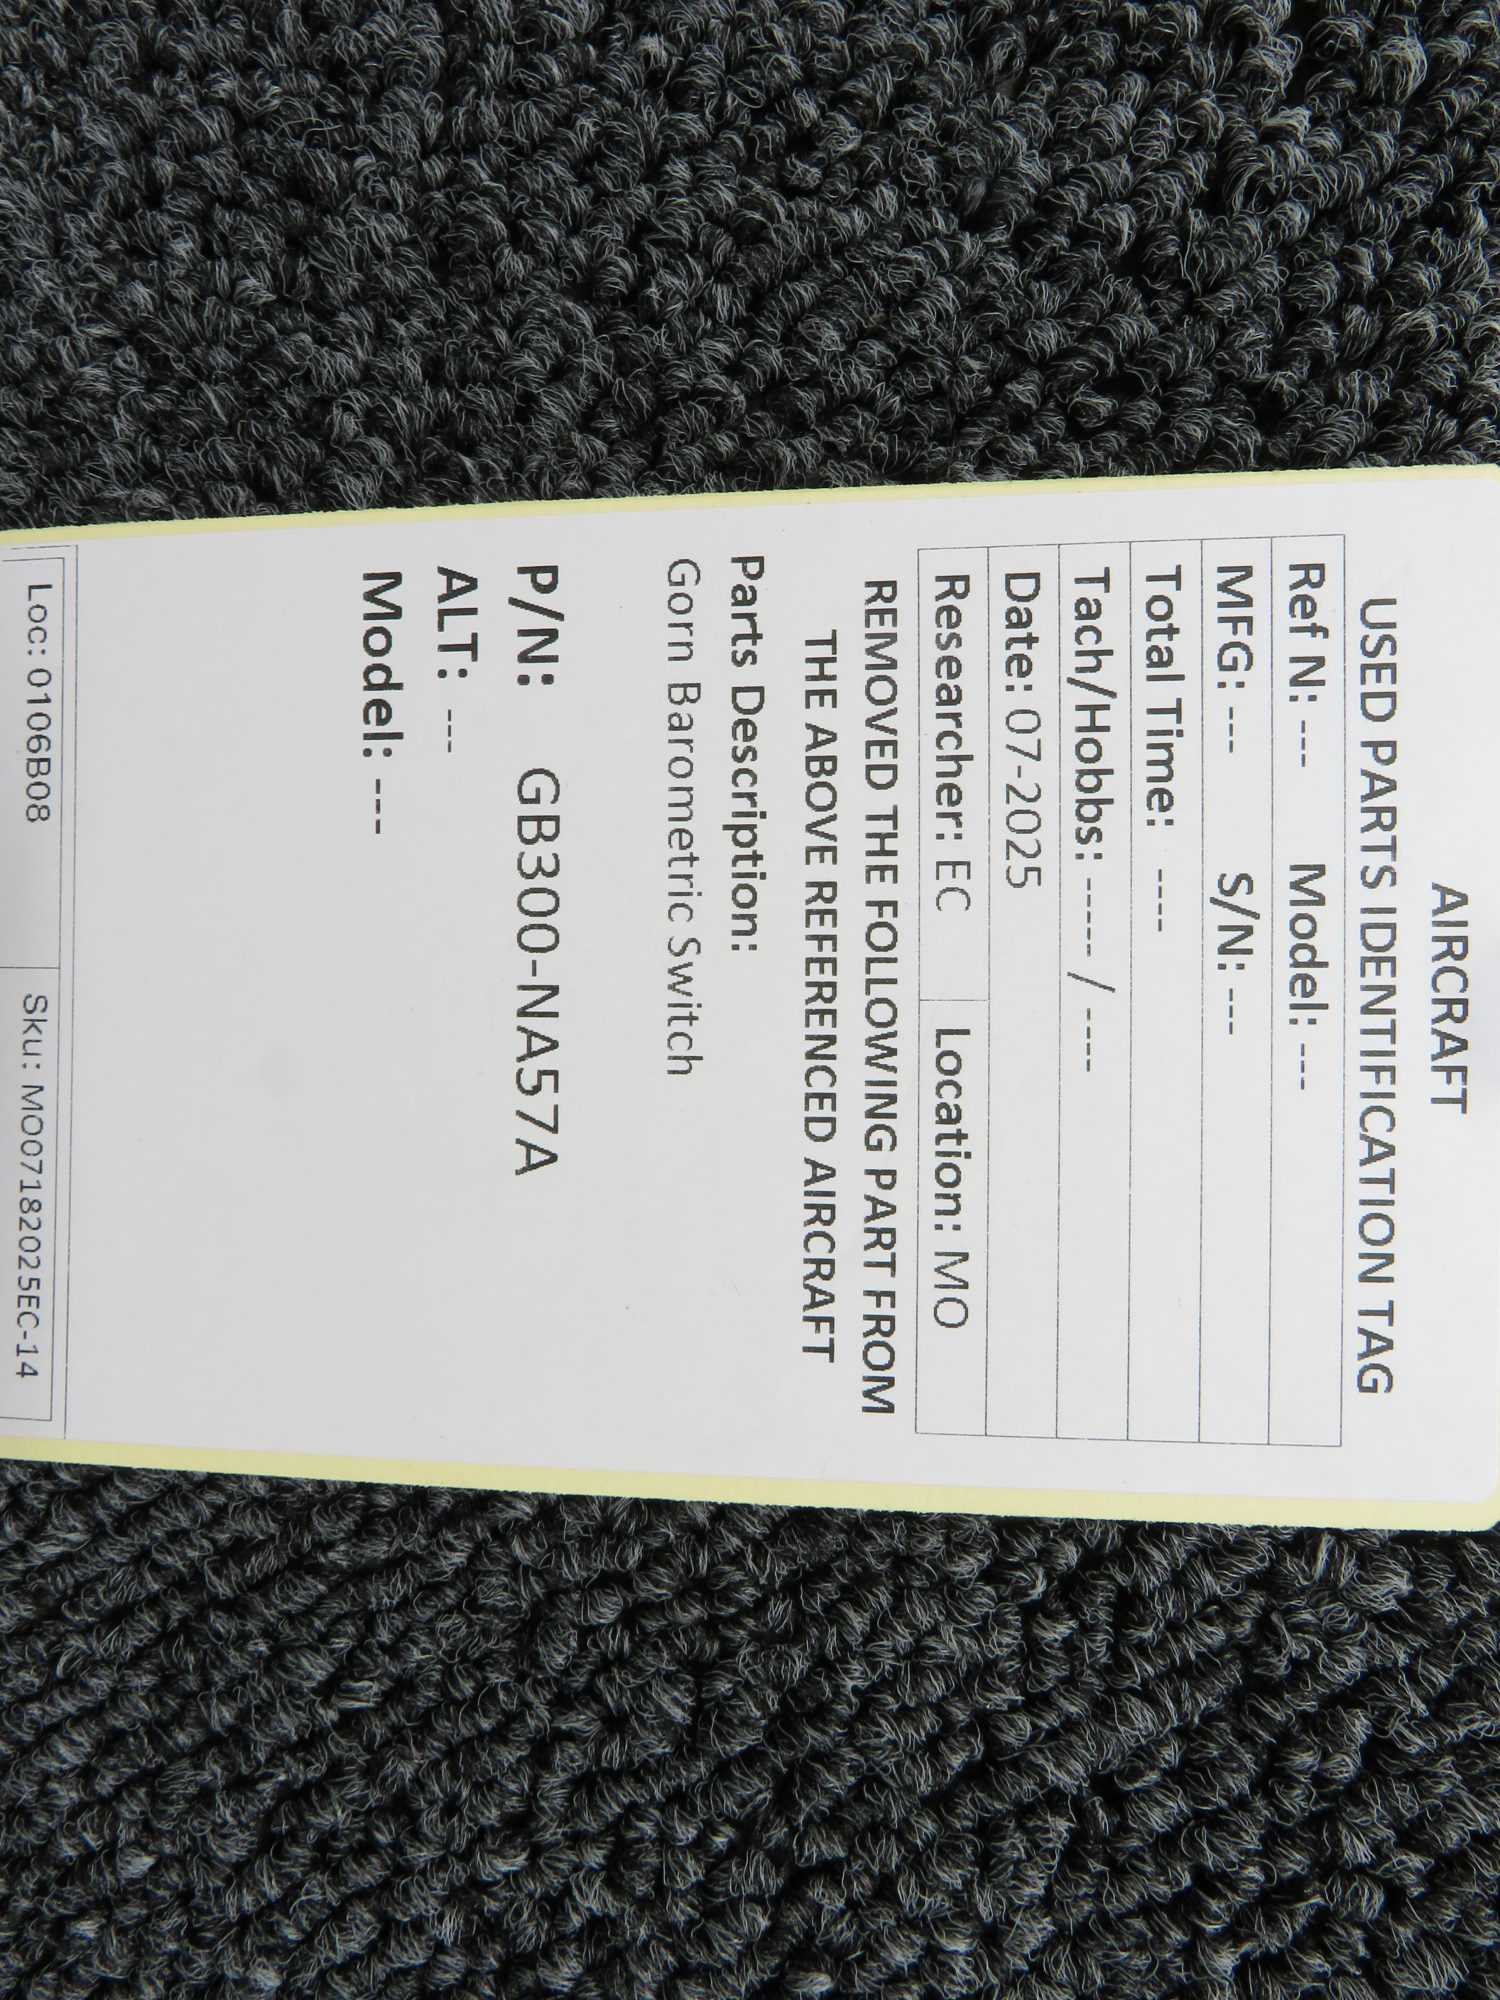 AIRCRAFT
USED PARTS IDENTIFICATION TAG
Ref N: --- Model: ---
MFG: --- S/N: ---
Total Time: ----
Tach/Hobbs: ----- / ----
Date: 07-2025
Researcher: EC Location: MO
REMOVED THE FOLLOWING PART FROM
THE ABOVE REFERENCED AIRCRAFT
Parts Description:
Gorn Barometric Switch
P/N: GB300-NA57A
ALT: ---
Model: ---
Loc: 0106B08 Sku: MO07182025EC-14